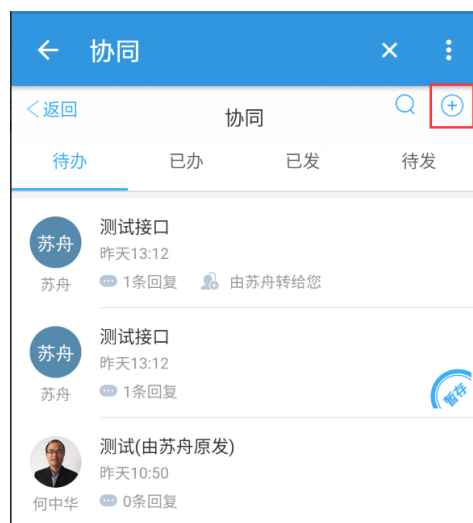 协同
<返回
协同
待办 已办 已发 待发
苏舟
苏舟
测试接口
昨天13:12
1条回复 由苏舟转给您
苏舟
苏舟
测试接口
昨天13:12
1条回复
暂存
何中华
测试(由苏舟原发)
昨天10:50
0条回复